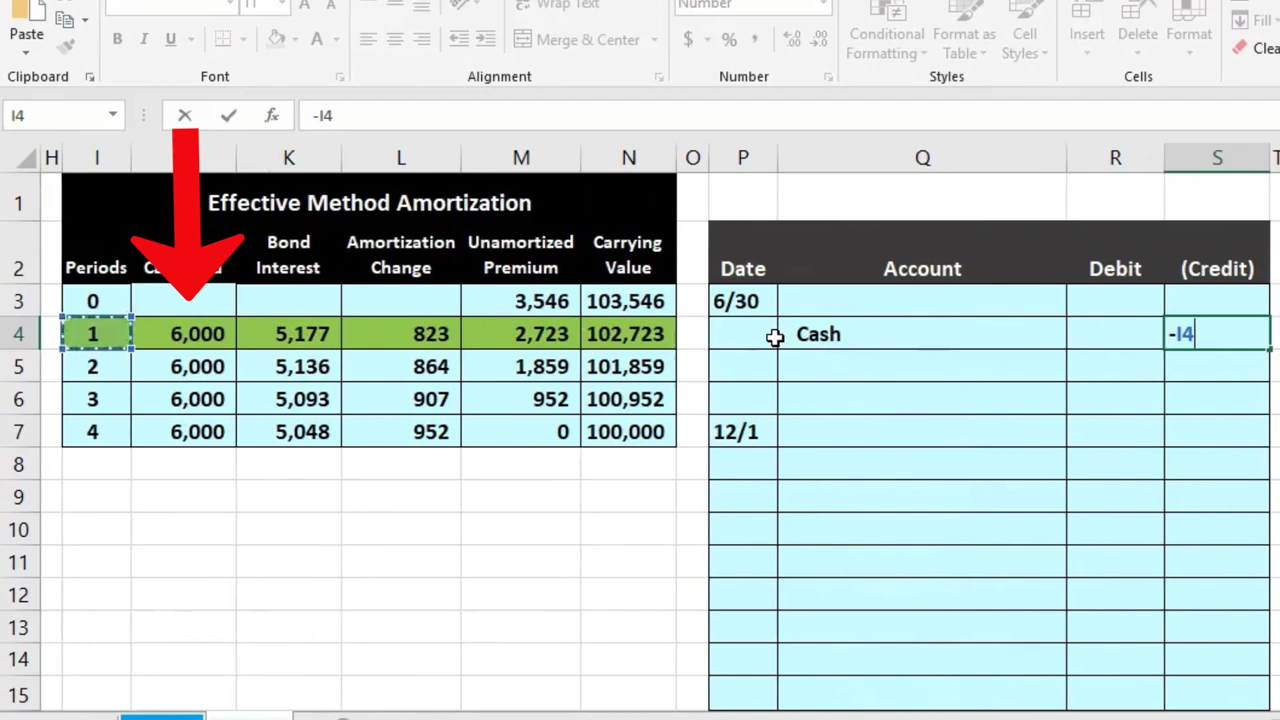 Paste
B I U A
Wrap Text
Merge & Center
Number
$ % ,
Conditional Formatting
Format as Table
Cell Styles
Insert Delete Format
Fill
Clea
Clipboard Font Alignment Number Styles Cells
I4 fx -I4
H I K L M N O P Q R S T
1 Effective Method Amortization
Bond Amortization Unamortized Carrying
2 Periods Interest Change Premium Value Date Account Debit (Credit)
3 0 3,546 103,546 6/30
4 1 6,000 5,177 823 2,723 102,723 Cash -I4
5 2 6,000 5,136 864 1,859 101,859
6 3 6,000 5,093 907 952 100,952
7 4 6,000 5,048 952 0 100,000 12/1
8
9
10
11
12
13
14
15